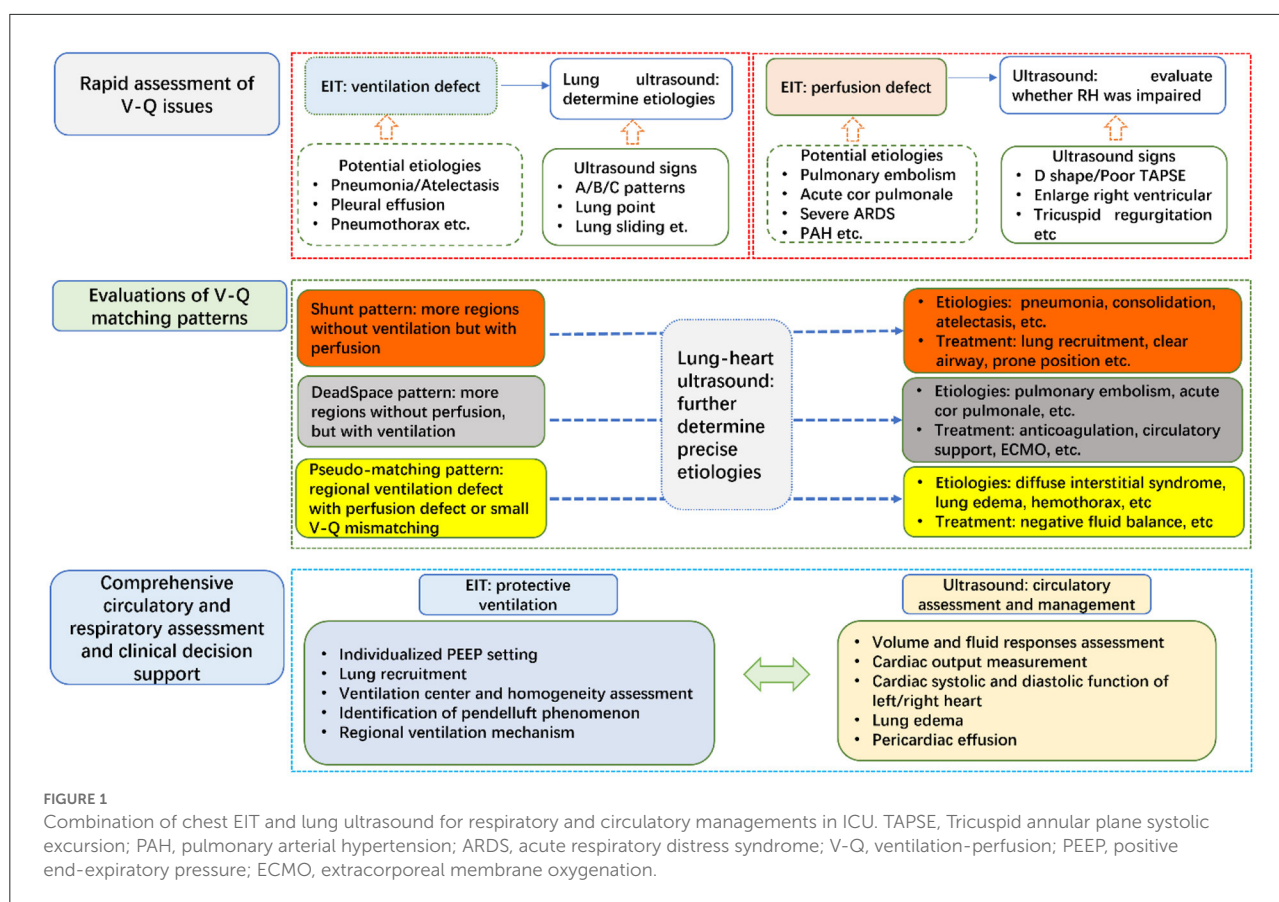 Rapid assessment of
V-Q issues
EIT: ventilation defect
Lung ultrasound:
determine etiologies
Potential etiologies
• Pneumonia/Atelectasis
• Pleural effusion
• Pneumothorax etc.
Ultrasound signs
• A/B/C patterns
• Lung point
• Lung sliding et.
EIT: perfusion defect
Ultrasound: evaluate
whether RH was impaired
Potential etiologies
• Pulmonary embolism
• Acute cor pulmonale
• Severe ARDS
• PAH etc.
Ultrasound signs
• D shape/Poor TAPSE
• Enlarge right ventricular
• Tricuspid regurgitation
etc
Evaluations of V-Q
matching patterns
Shunt pattern: more regions
without ventilation but with
perfusion
DeadSpace pattern: more
regions without perfusion,
but with ventilation
Pseudo-matching pattern:
regional ventilation defect
with perfusion defect or small
V-Q mismatching
Lung-heart
ultrasound:
further
determine
precise
etiologies
• Etiologies: pneumonia, consolidation,
atelectasis, etc.
• Treatment: lung recruitment, clear
airway, prone position etc.
• Etiologies: pulmonary embolism, acute
cor pulmonale, etc.
• Treatment: anticoagulation, circulatory
support, ECMO, etc.
• Etiologies: diffuse interstitial syndrome,
lung edema, hemothorax, etc
• Treatment: negative fluid balance, etc
Comprehensive
circulatory and
respiratory assessment
and clinical decision
support
EIT: protective
ventilation
• Individualized PEEP setting
• Lung recruitment
• Ventilation center and homogeneity assessment
• Identification of pendelluft phenomenon
• Regional ventilation mechanism
Ultrasound: circulatory
assessment and management
• Volume and fluid responses assessment
• Cardiac output measurement
• Cardiac systolic and diastolic function of
left/right heart
• Lung edema
• Pericardiac effusion
FIGURE 1
Combination of chest EIT and lung ultrasound for respiratory and circulatory managements in ICU. TAPSE, Tricuspid annular plane systolic
excursion; PAH, pulmonary arterial hypertension; ARDS, acute respiratory distress syndrome; V-Q, ventilation-perfusion; PEEP, positive
end-expiratory pressure; ECMO, extracorporeal membrane oxygenation.